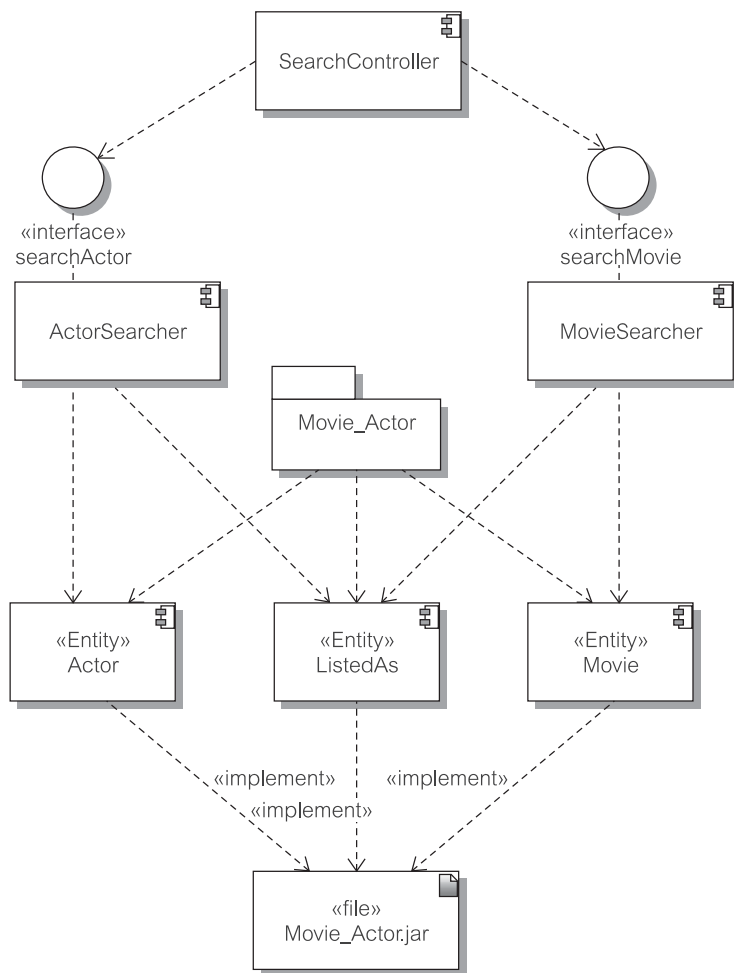 SearchController
«interface»
searchActor
«interface»
searchMovie
ActorSearcher
MovieSearcher
Movie_Actor
«Entity»
Actor
«Entity»
ListedAs
«Entity»
Movie
«implement»
«implement»
«implement»
«file»
Movie_Actor.jar